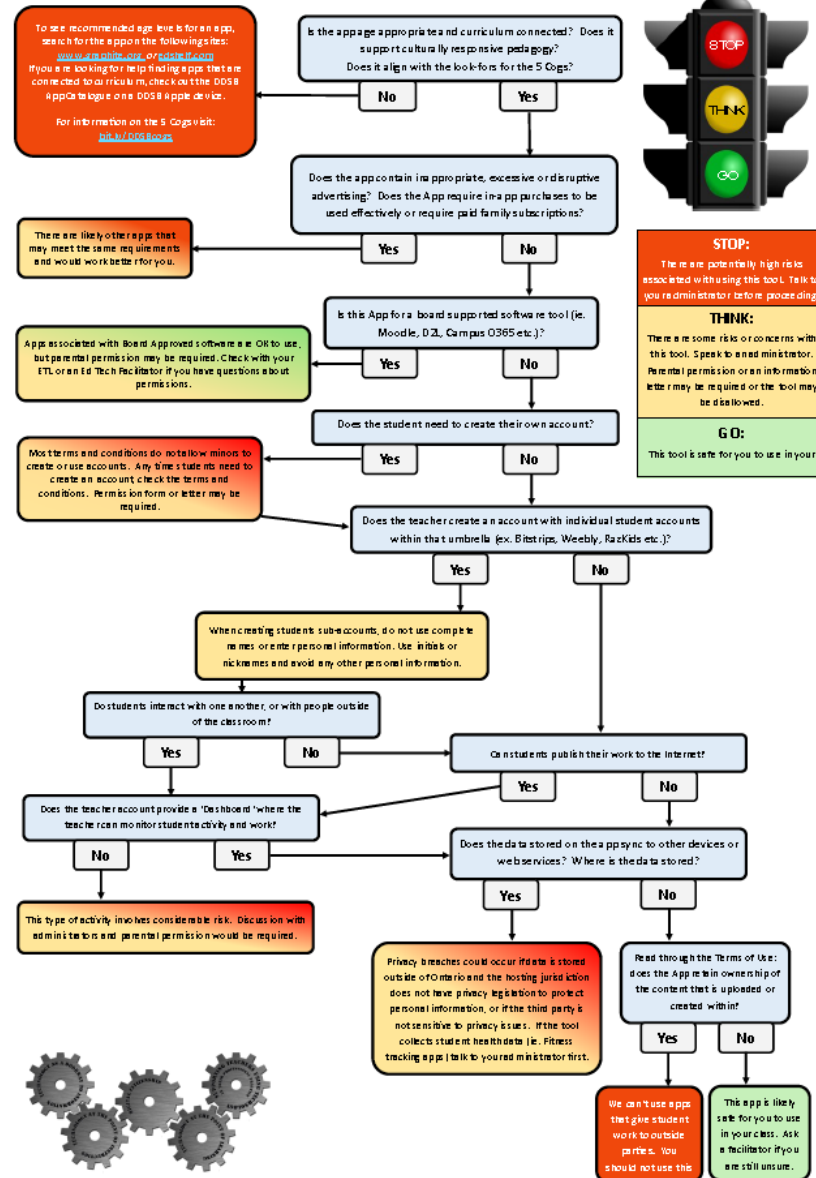 To see recommended age levels for an app,
search for the app on the following sites:
www.graphite.org or edshelf.com
If you are looking for help finding apps that are
connected to curriculum, check out the DDSB
AppCatalogue on a DDSB Apple device.
For information on the 5 Cogs visit:
bit.ly/DDSBcogs
Is the app age appropriate and curriculum connected? Does it
support culturally responsive pedagogy?
Does it align with the look-fors for the 5 Cogs?
No
Yes
STOP
THINK
GO
Does the app contain inappropriate, excessive or disruptive
advertising? Does the App require in-app purchases to be
used effectively or require paid family subscriptions?
Yes
No
There are likely other apps that
may meet the same requirements
and would work better for you.
STOP:
There are potentially high risks
associated with using this tool. Talk to
your administrator before proceeding
THINK:
There are some risks or concerns with
this tool. Speak to an administrator.
Parental permission or an information
letter may be required or the tool may
be disallowed.
GO:
This tool is safe for you to use in your
Is this App for a board supported software tool (ie.
Moodle, D2L, Campus O365 etc.)?
Yes
No
Apps associated with Board Approved software are OK to use,
but parental permission may be required. Check with your
ETL or an Ed Tech Facilitator if you have questions about
permissions.
Does the student need to create their own account?
Yes
No
Most terms and conditions do not allow minors to
create or use accounts. Any time students need to
create an account, check the terms and
conditions. Permission form or letter may be
required.
Does the teacher create an account with individual student accounts
within that umbrella (ex. Bitstrips, Weebly, RazKids etc.)?
Yes
No
When creating students sub-accounts, do not use complete
names or enter personal information. Use initials or
nicknames and avoid any other personal information.
Do students interact with one another, or with people outside
of the classroom?
Yes
No
Can students publish their work to the Internet?
Yes
No
Does the teacher account provide a 'Dashboard' where the
teacher can monitor student activity and work?
No
Yes
Does the data stored on the app sync to other devices or
web services? Where is the data stored?
Yes
No
This type of activity involves considerable risk. Discussion with
administrators and parental permission would be required.
Privacy breaches could occur if data is stored
outside of Ontario and the hosting jurisdiction
does not have privacy legislation to protect
personal information, or if the third party is
not sensitive to privacy issues. If the tool
collects student health data (ie. Fitness
tracking apps) talk to your administrator first.
Read through the Terms of Use:
does the App retain ownership of
the content that is uploaded or
created within?
Yes
No
We can't use apps
that give student
work to outside
parties. You
should not use this
This app is likely
safe for you to use
in your class. Ask
a facilitator if you
are still unsure.